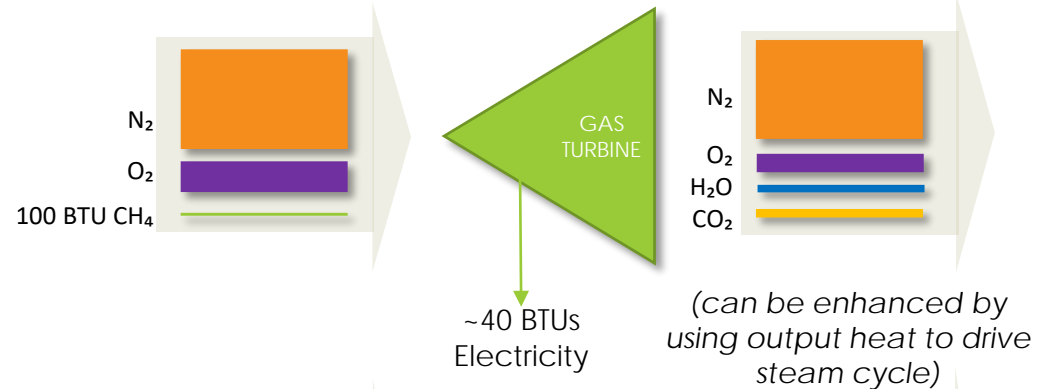 N₂
O₂
100 BTU CH₄
GAS
TURBINE
~40 BTUs
Electricity
N₂
O₂
H₂O
CO₂
(can be enhanced by
using output heat to drive
steam cycle)